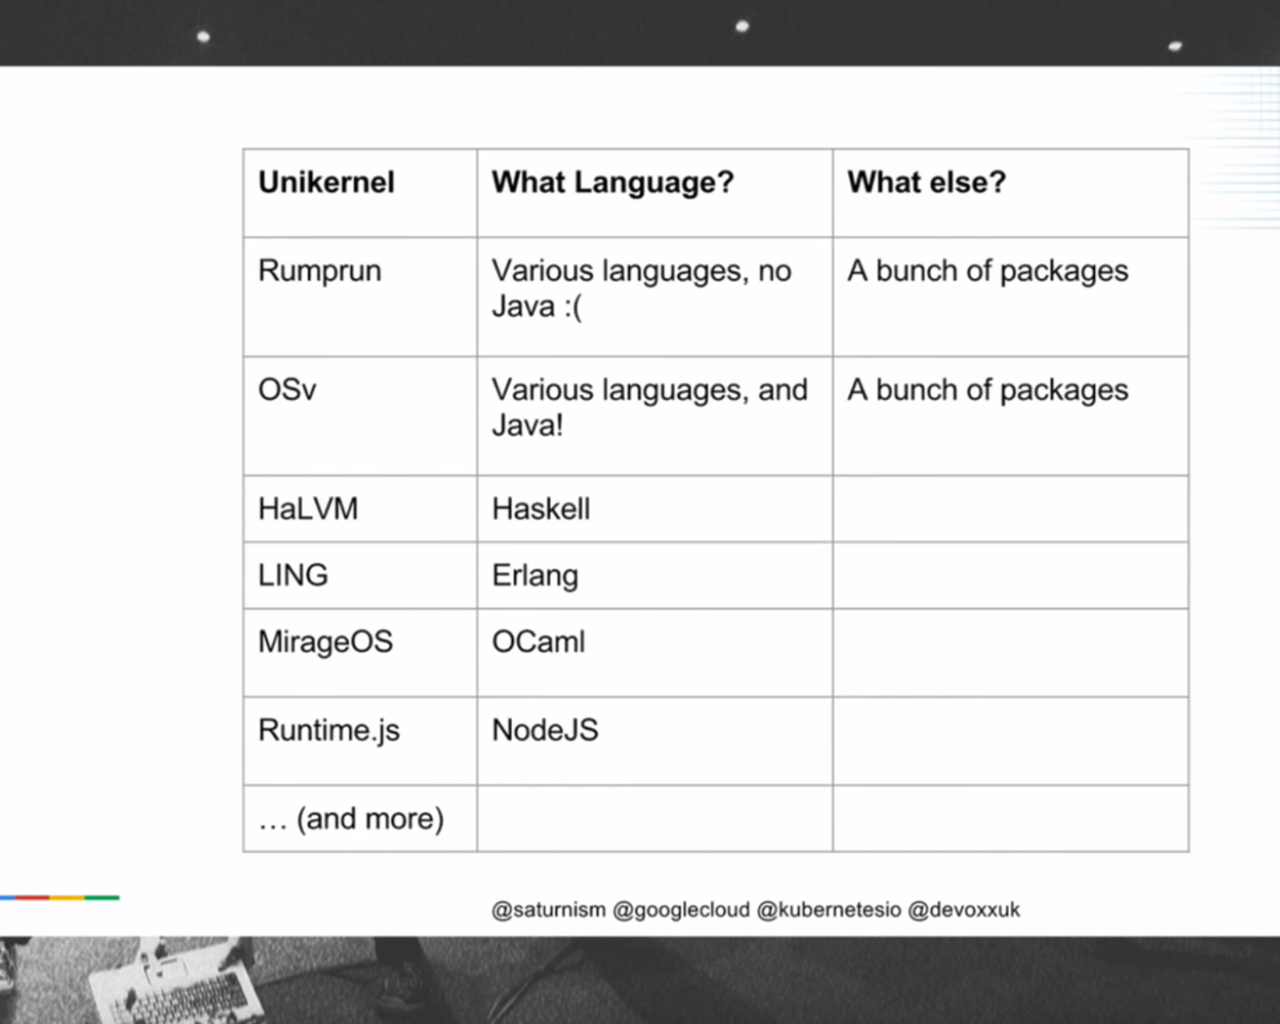 Unikernel What Language? What else?
Rumprun Various languages, no A bunch of packages
Java :(
OSv Various languages, and A bunch of packages
Java!
HaLVM Haskell
LING Erlang
MirageOS OCaml
Runtime.js NodeJS
… (and more)
@saturnism @googlecloud @kubernetesio @devoxxuk